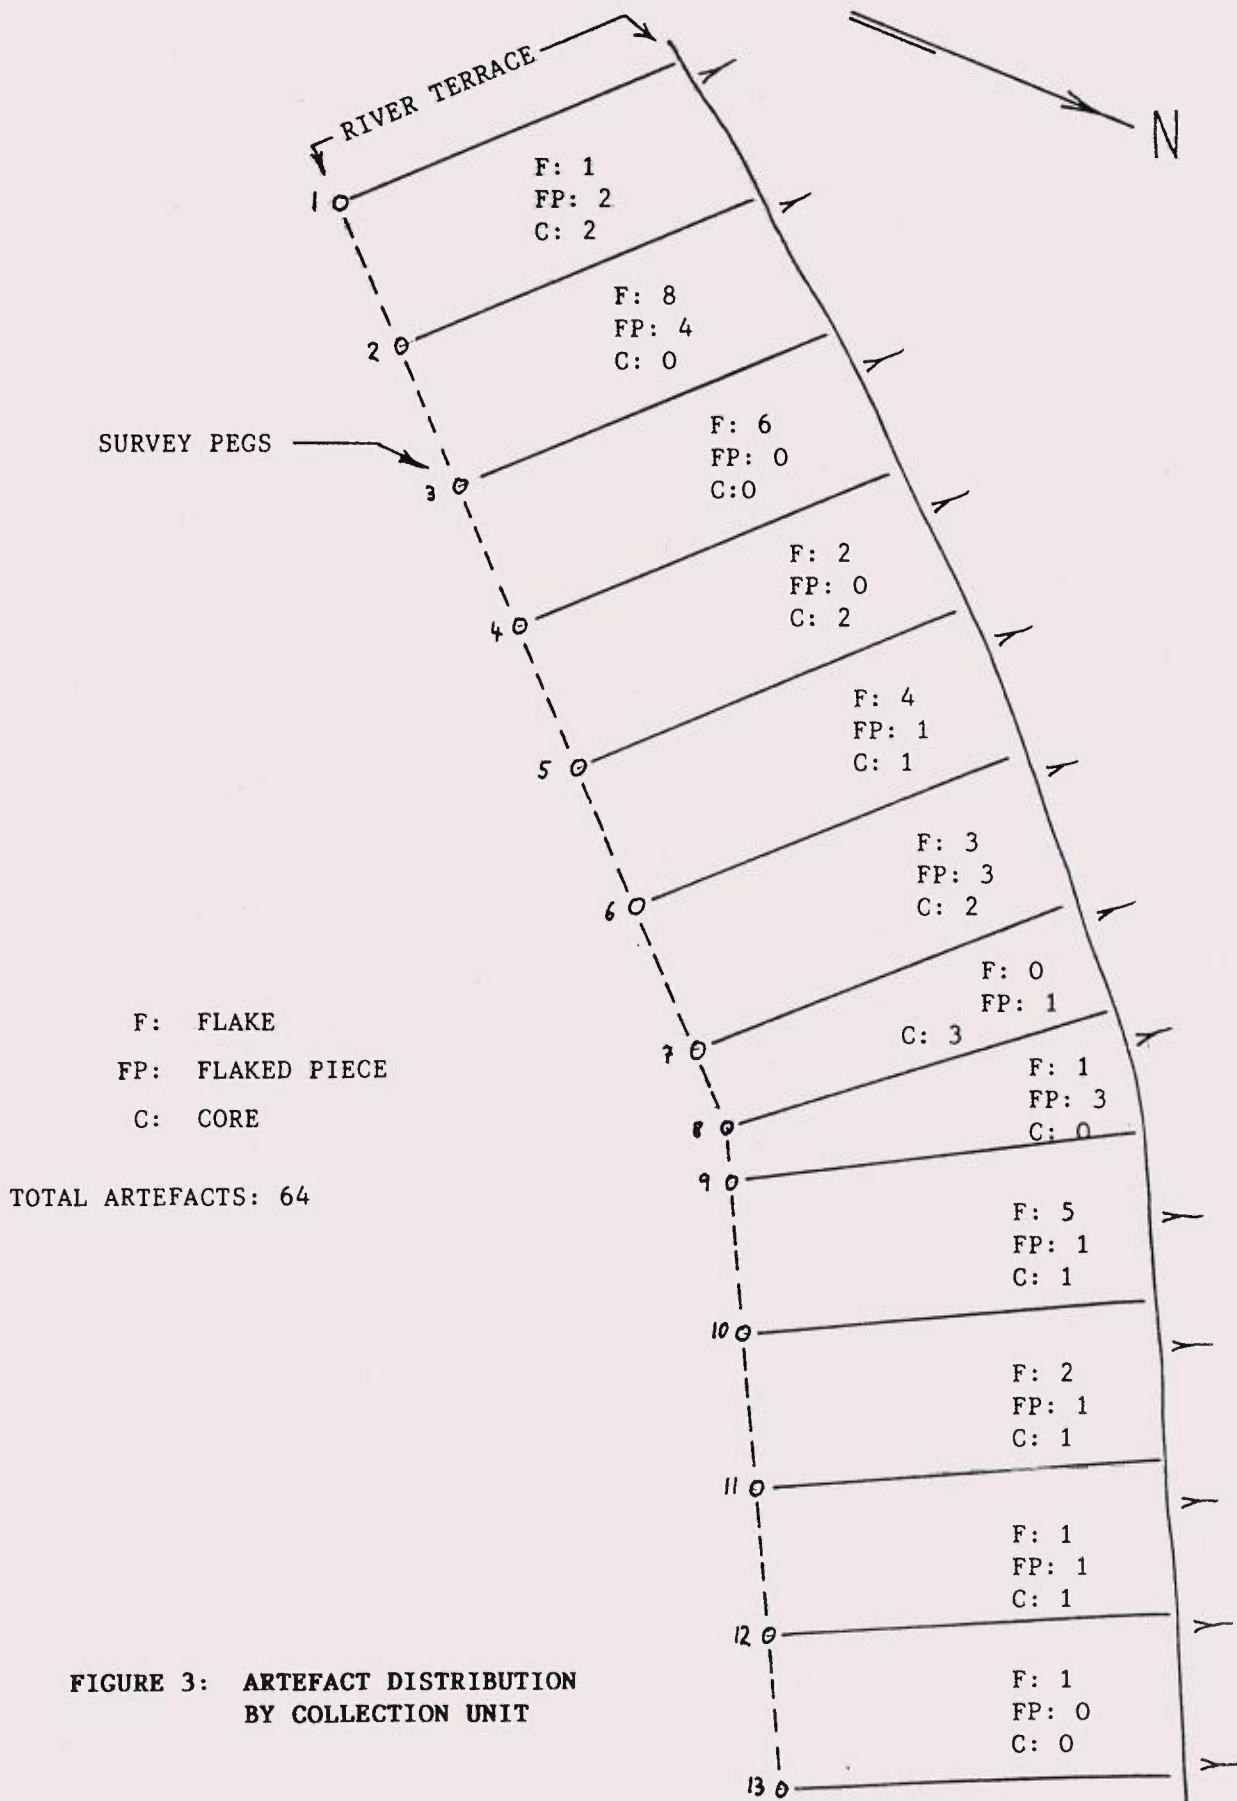 RIVER TERRACE
N
1
F: 1
FP: 2
C: 2
2
F: 8
FP: 4
C: 0
SURVEY PEGS
3
F: 6
FP: 0
C:0
4
F: 2
FP: 0
C: 2
5
F: 4
FP: 1
C: 1
6
F: 3
FP: 3
C: 2
7
F: 0
FP: 1
C: 3
8
F: 1
FP: 3
C: 0
F: FLAKE
FP: FLAKED PIECE
C: CORE
TOTAL ARTEFACTS: 64
9
F: 5
FP: 1
C: 1
10
F: 2
FP: 1
C: 1
11
F: 1
FP: 1
C: 1
12
F: 1
FP: 0
C: 0
13
FIGURE 3: ARTEFACT DISTRIBUTION
BY COLLECTION UNIT